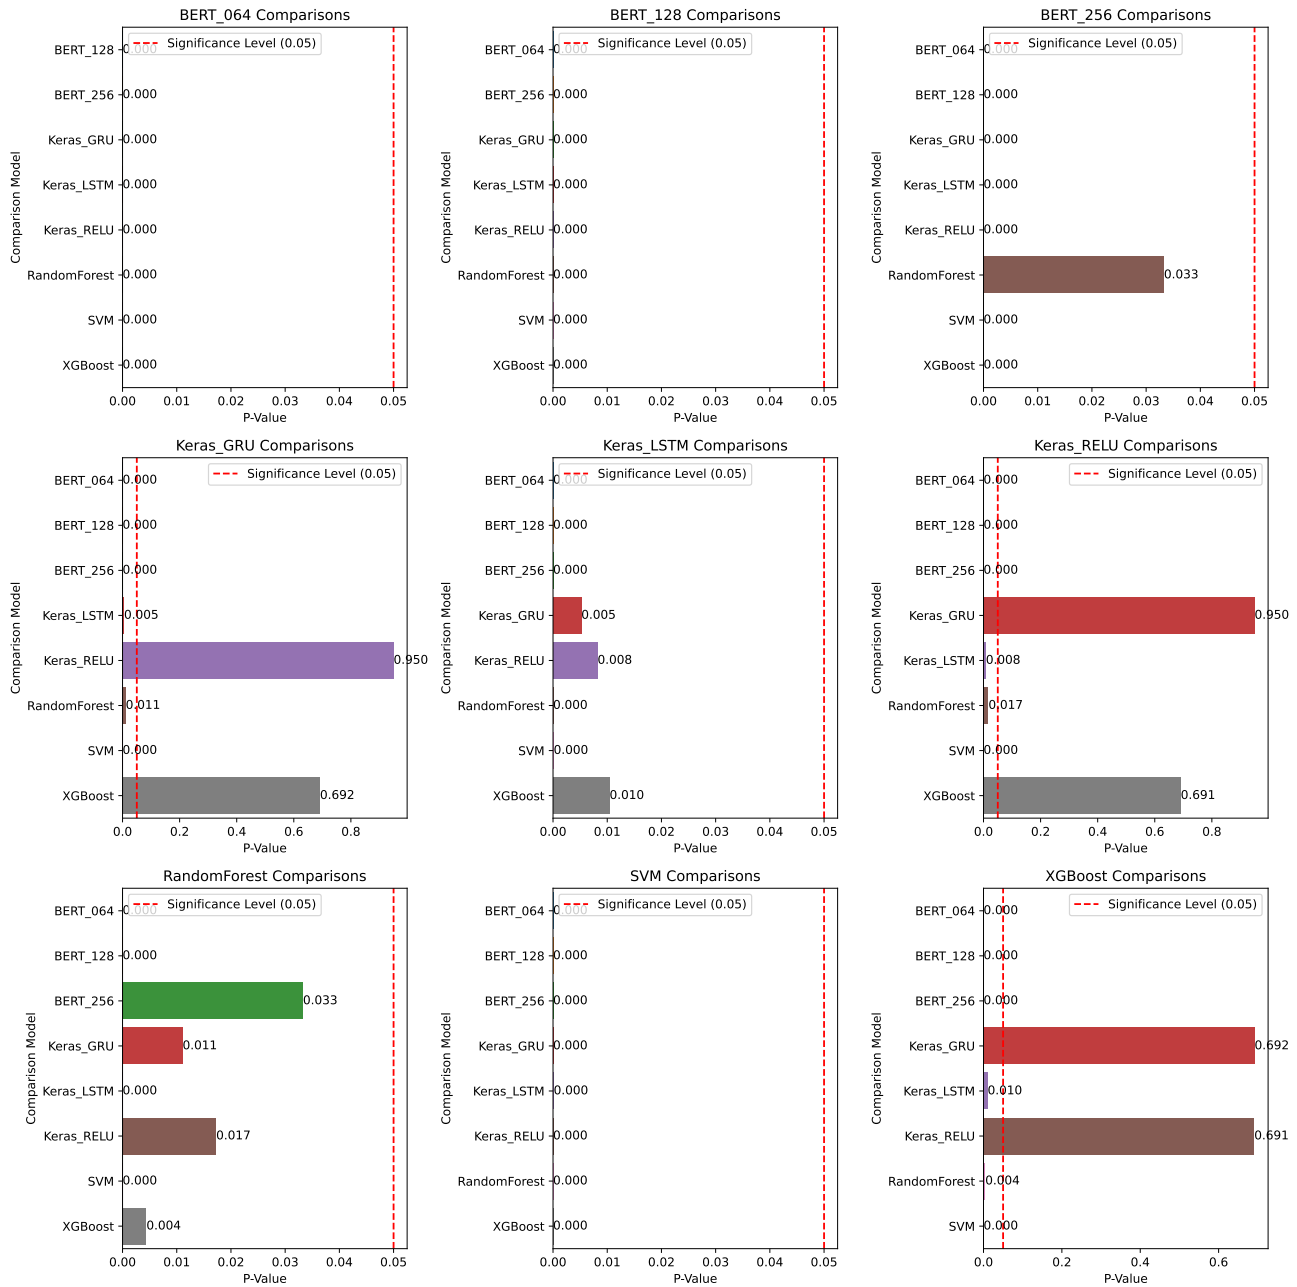 BERT_064 Comparisons
Significance Level (0.05)
BERT_128 0.000
BERT_256 0.000
Keras_GRU 0.000
Keras_LSTM 0.000
Keras_RELU 0.000
RandomForest 0.000
SVM 0.000
XGBoost 0.000
Comparison Model
0.00 0.01 0.02 0.03 0.04 0.05
P-Value
BERT_128 Comparisons
Significance Level (0.05)
BERT_064 0.000
BERT_256 0.000
Keras_GRU 0.000
Keras_LSTM 0.000
Keras_RELU 0.000
RandomForest 0.000
SVM 0.000
XGBoost 0.000
Comparison Model
0.00 0.01 0.02 0.03 0.04 0.05
P-Value
BERT_256 Comparisons
Significance Level (0.05)
BERT_064 0.000
BERT_128 0.000
Keras_GRU 0.000
Keras_LSTM 0.000
Keras_RELU 0.000
RandomForest 0.033
SVM 0.000
XGBoost 0.000
Comparison Model
0.00 0.01 0.02 0.03 0.04 0.05
P-Value
Keras_GRU Comparisons
Significance Level (0.05)
BERT_064 0.000
BERT_128 0.000
BERT_256 0.000
Keras_LSTM 0.005
Keras_RELU 0.950
RandomForest 0.011
SVM 0.000
XGBoost 0.692
Comparison Model
0.0 0.2 0.4 0.6 0.8
P-Value
Keras_LSTM Comparisons
Significance Level (0.05)
BERT_064 0.000
BERT_128 0.000
BERT_256 0.000
Keras_GRU 0.005
Keras_RELU 0.008
RandomForest 0.000
SVM 0.000
XGBoost 0.010
Comparison Model
0.00 0.01 0.02 0.03 0.04 0.05
P-Value
Keras_RELU Comparisons
Significance Level (0.05)
BERT_064 0.000
BERT_128 0.000
BERT_256 0.000
Keras_GRU 0.950
Keras_LSTM 0.008
RandomForest 0.017
SVM 0.000
XGBoost 0.691
Comparison Model
0.0 0.2 0.4 0.6 0.8
P-Value
RandomForest Comparisons
Significance Level (0.05)
BERT_064 0.000
BERT_128 0.000
BERT_256 0.033
Keras_GRU 0.011
Keras_LSTM 0.000
Keras_RELU 0.017
SVM 0.000
XGBoost 0.004
Comparison Model
0.00 0.01 0.02 0.03 0.04 0.05
P-Value
SVM Comparisons
Significance Level (0.05)
BERT_064 0.000
BERT_128 0.000
BERT_256 0.000
Keras_GRU 0.000
Keras_LSTM 0.000
Keras_RELU 0.000
RandomForest 0.000
XGBoost 0.000
Comparison Model
0.00 0.01 0.02 0.03 0.04 0.05
P-Value
XGBoost Comparisons
Significance Level (0.05)
BERT_064 0.000
BERT_128 0.000
BERT_256 0.000
Keras_GRU 0.692
Keras_LSTM 0.010
Keras_RELU 0.691
RandomForest 0.004
SVM 0.000
Comparison Model
0.0 0.2 0.4 0.6
P-Value